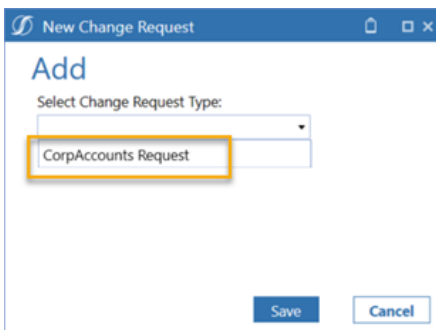 New Change Request
Add
Select Change Request Type:
CorpAccounts Request
Save
Cancel